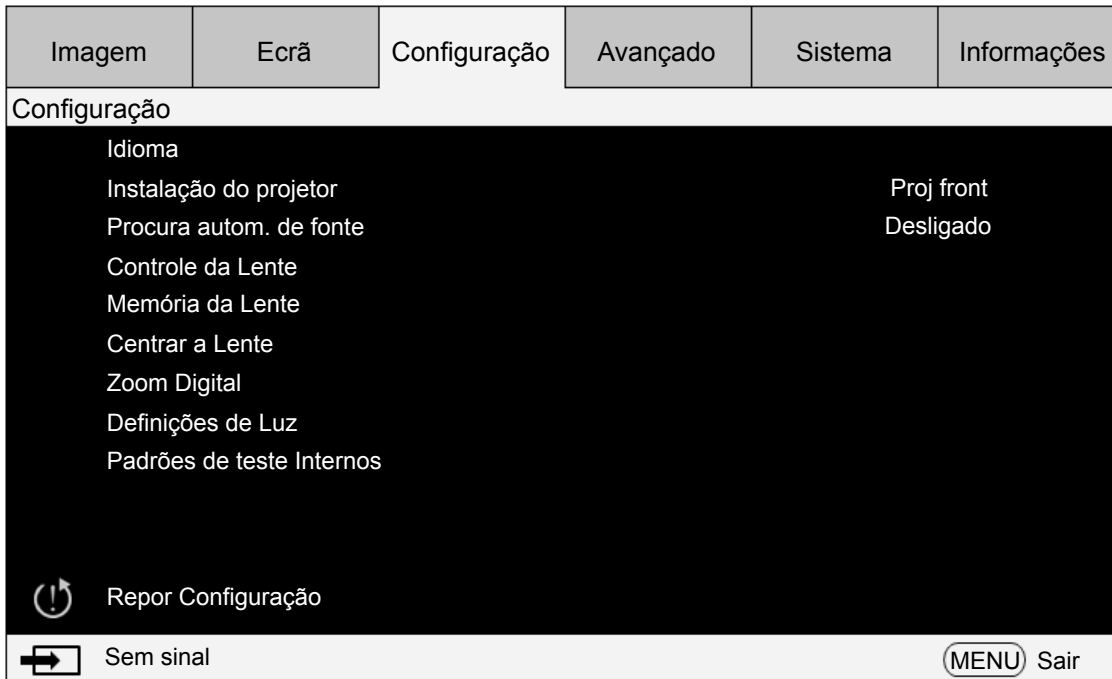 Imagem Ecrã Configuração Avançado Sistema Informações
Configuração
Idioma
Instalação do projetor Proj front
Procura autom. de fonte Desligado
Controle da Lente
Memória da Lente
Centrar a Lente
Zoom Digital
Definições de Luz
Padrões de teste Internos
Repor Configuração
Sem sinal MENU Sair